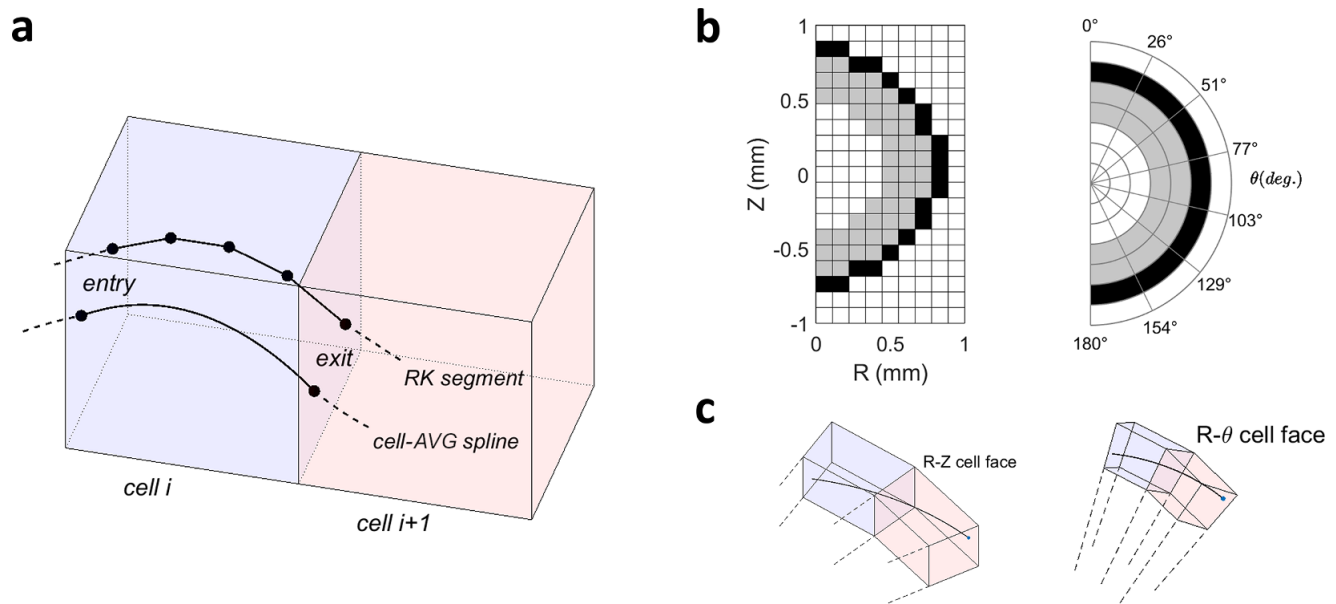 a
entry
exit
RK segment
cell-AVG spline
cell i
cell i+1
b
1
0.5
0
-0.5
-1
Z (mm)
0
0.5
1
R (mm)
0°
26°
51°
77°
θ(deg.)
103°
129°
154°
180°
c
R-Z cell face
R-θ cell face